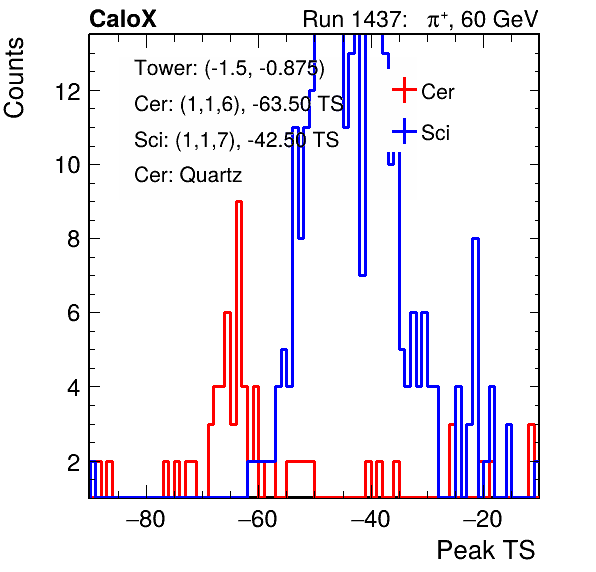 CaloX Run 1437: π+, 60 GeV
Counts
Tower: (-1.5, -0.875)
Cer: (1,1,6), -63.50 TS
Sci: (1,1,7), -42.50 TS
Cer: Quartz
Cer
Sci
12
10
8
6
4
2
−80 −60 −40 −20
Peak TS